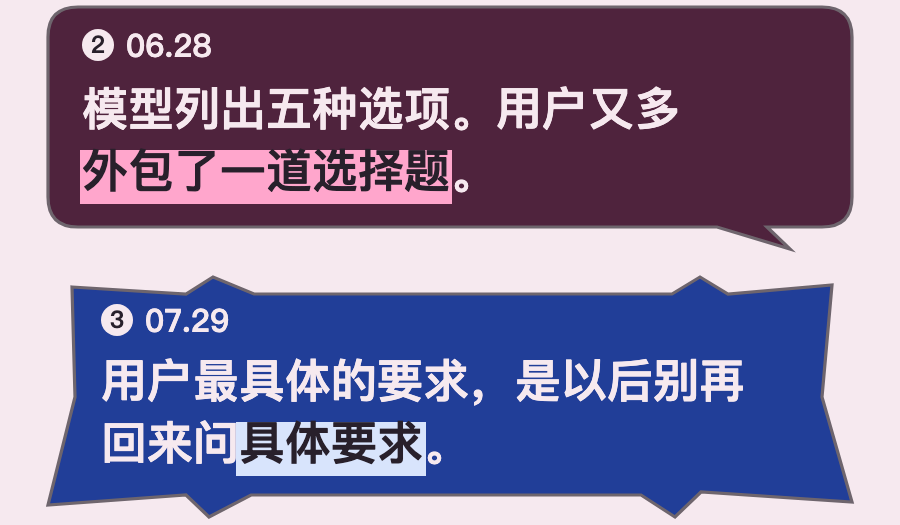 2 06.28
模型列出五种选项。用户又多
外包了一道选择题。
3 07.29
用户最具体的要求，是以后别再
回来问具体要求。